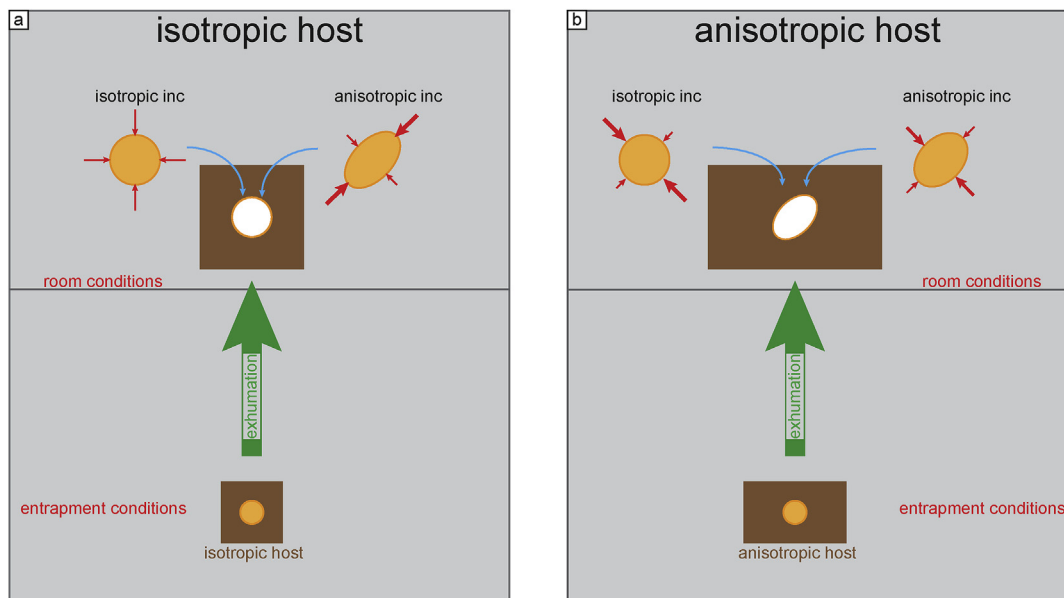 a
isotropic host
isotropic inc
anisotropic inc
room conditions
exhumation
entrapment conditions
isotropic host
b
anisotropic host
isotropic inc
anisotropic inc
room conditions
exhumation
entrapment conditions
anisotropic host